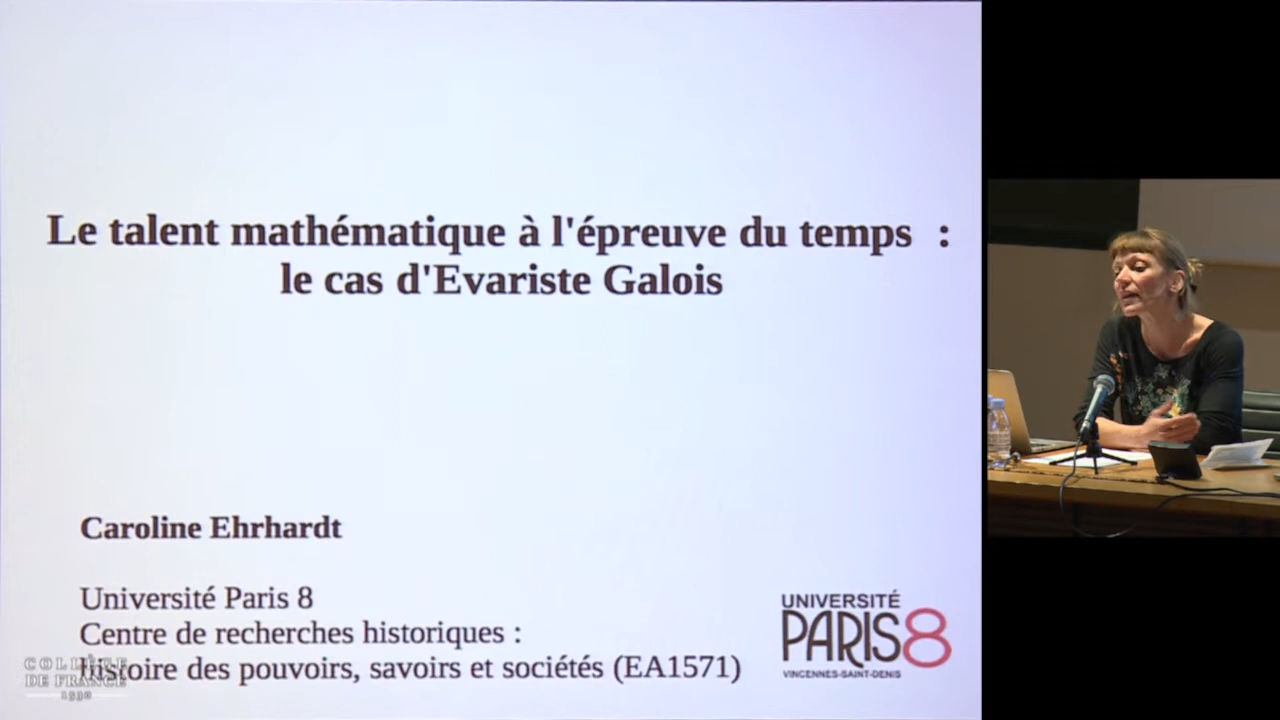 Le talent mathématique à l'épreuve du temps :
le cas d'Evariste Galois
Caroline Ehrhardt
Université Paris 8
Centre de recherches historiques :
Histoire des pouvoirs, savoirs et sociétés (EA1571)
UNIVERSITÉ
PARIS8
VINCENNES-SAINT-DENIS
COLLÈGE
DE FRANCE
1530